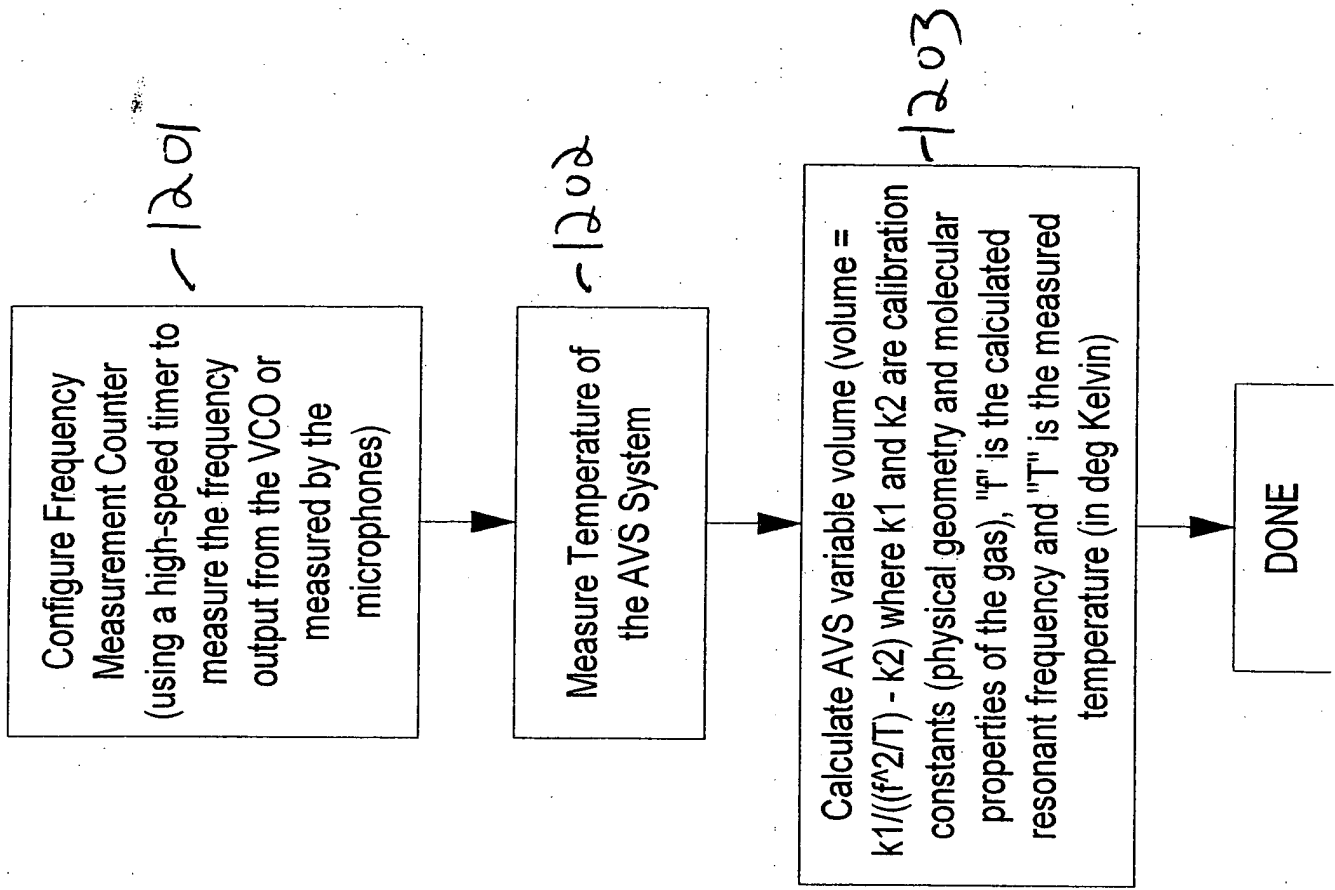 Configure Frequency
Measurement Counter
(using a high-speed timer to
measure the frequency
output from the VCO or
measured by the
microphones)
~1201
Measure Temperature of
the AVS System
~1202
Calculate AVS variable volume (volume =
k1/((f^2/T) - k2) where k1 and k2 are calibration
constants (physical geometry and molecular
properties of the gas), "f" is the calculated
resonant frequency and "T" is the measured
temperature (in deg Kelvin)
~1203
DONE